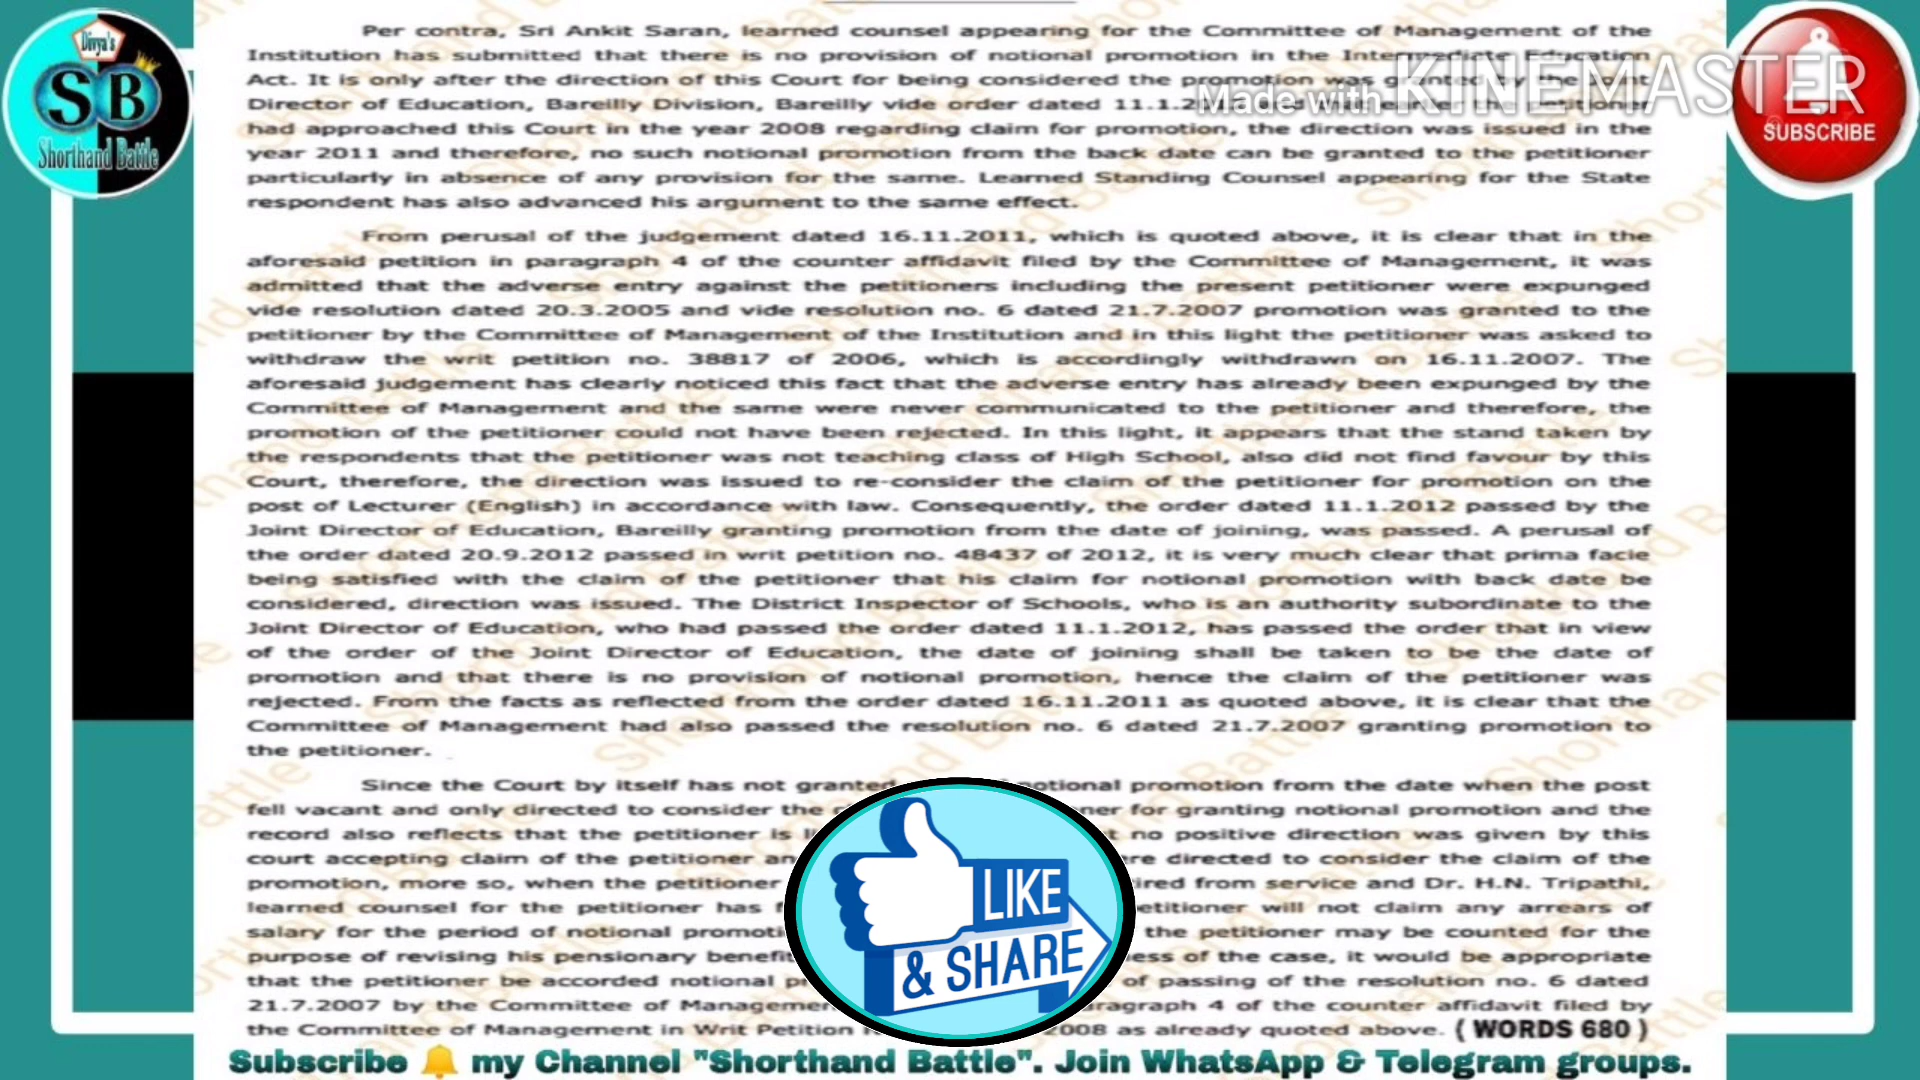 Per contra, Sri Ankit Saran, learned counsel appearing for the Committee of Management of the
Institution has submitted that there is no provision of notional promotion in the Intermediate Education
Act. It is only after the direction of this Court for being considered the promotion was granted by the Joint
Director of Education, Bareilly Division, Bareilly vide order dated 11.1.20 petitioner
Made with KINEMASTER
had approached this Court in the year 2008 regarding claim for promotion, the direction was issued in the
year 2011 and therefore, no such notional promotion from the back date can be granted to the petitioner
particularly in absence of any provision for the same. Learned Standing Counsel appearing for the State
respondent has also advanced his argument to the same effect.
From perusal of the judgement dated 16.11.2011, which is quoted above, it is clear that in the
aforesaid petition in paragraph 4 of the counter affidavit filed by the Committee of Management, it was
admitted that the adverse entry against the petitioners including the present petitioner were expunged
vide resolution dated 20.3.2005 and vide resolution no. 6 dated 21.7.2007 promotion was granted to the
petitioner by the Committee of Management of the Institution and in this light the petitioner was asked to
withdraw the writ petition no. 38817 of 2006, which is accordingly withdrawn on 16.11.2007. The
aforesaid judgement has clearly noticed this fact that the adverse entry has already been expunged by the
Committee of Management and the same were never communicated to the petitioner and therefore, the
promotion of the petitioner could not have been rejected. In this light, it appears that the stand taken by
the respondents that the petitioner was not teaching class of High School, also did not find favour by this
Court, therefore, the direction was issued to re-consider the claim of the petitioner for promotion on the
post of Lecturer (English) in accordance with law. Consequently, the order dated 11.1.2012 passed by the
Joint Director of Education, Bareilly granting promotion from the date of joining, was passed. A perusal of
the order dated 20.9.2012 passed in writ petition no. 48437 of 2012, it is very much clear that prima facie
being satisfied with the claim of the petitioner that his claim for notional promotion with back date be
considered, direction was issued. The District Inspector of Schools, who is an authority subordinate to the
Joint Director of Education, who had passed the order dated 11.1.2012, has passed the order that in view
of the order of the Joint Director of Education, the date of joining shall be taken to be the date of
promotion and that there is no provision of notional promotion, hence the claim of the petitioner was
rejected. From the facts as reflected from the order dated 16.11.2011 as quoted above, it is clear that the
Committee of Management had also passed the resolution no. 6 dated 21.7.2007 granting promotion to
the petitioner.
Since the Court by itself has not granted notional promotion from the date when the post
fell vacant and only directed to consider the for granting notional promotion and the
record also reflects that the petitioner is no positive direction was given by this
court accepting claim of the petitioner directed to consider the claim of the
promotion, more so, when the petitioner from service and Dr. H.N. Tripathi,
learned counsel for the petitioner has petitioner will not claim any arrears of
salary for the period of notional the petitioner may be counted for the
purpose of revising his pensionary of the case, it would be appropriate
that the petitioner be accorded notional of passing of the resolution no. 6 dated
21.7.2007 by the Committee of paragraph 4 of the counter affidavit filed by
the Committee of Management in Writ Petition 2008 as already quoted above. ( WORDS 680 )
LIKE
& SHARE
Subscribe my Channel "Shorthand Battle". Join WhatsApp & Telegram groups.
Divya's
SB
Shorthand Battle
SUBSCRIBE